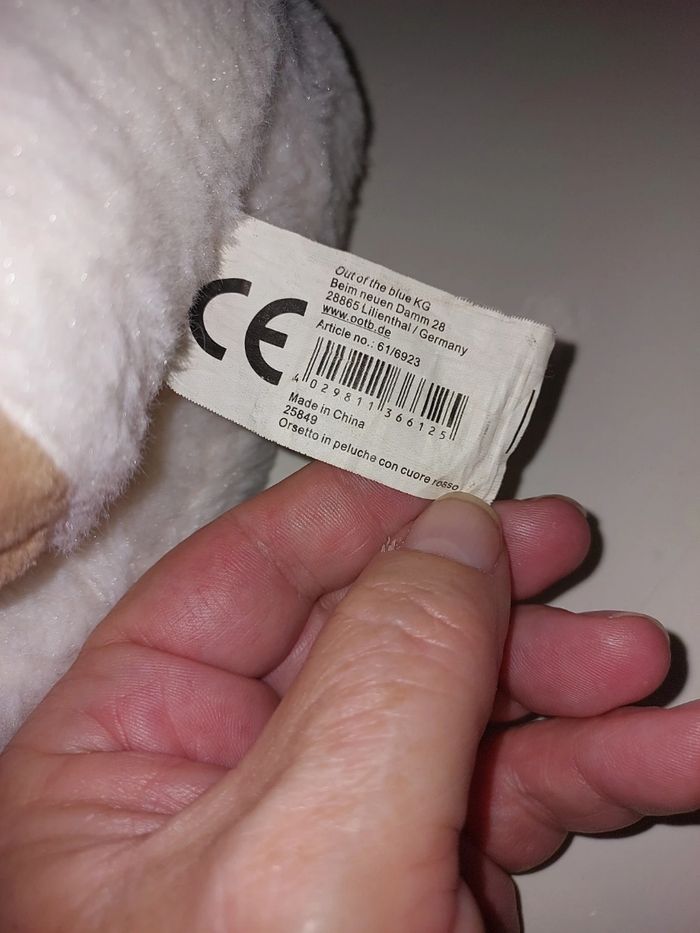 CE
Out of the blue KG
Beim neuen Damm 28
28865 Lilienthal / Germany
www.ootb.de
Article no.: 61/6923
4 029811 366125
Made in China
25849
Orsetto in peluche con cuore rosso